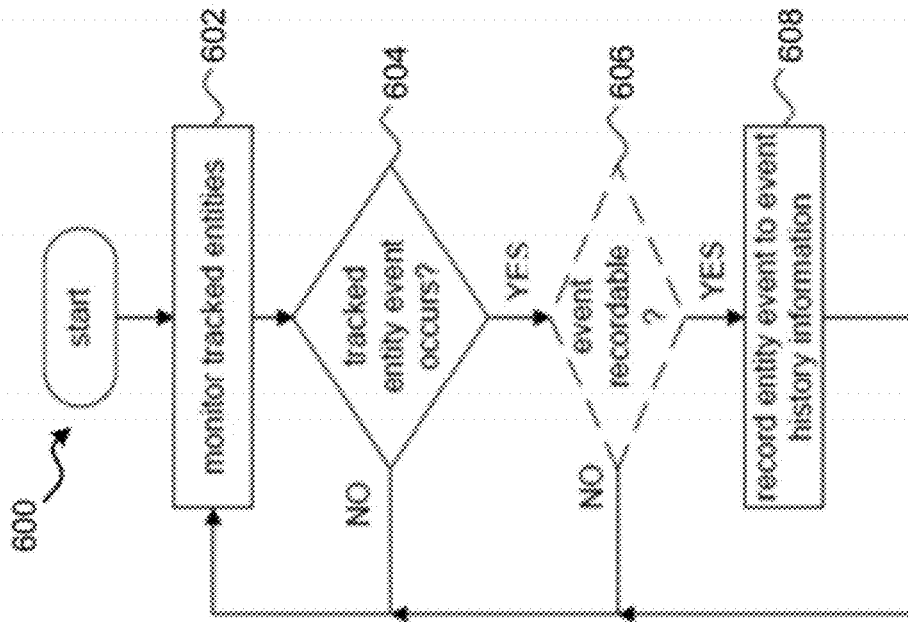 600
start
602
monitor tracked entities
604
tracked
entity event
occurs?
NO
YES
606
event
recordable
?
NO
YES
608
record entity event to event
history information